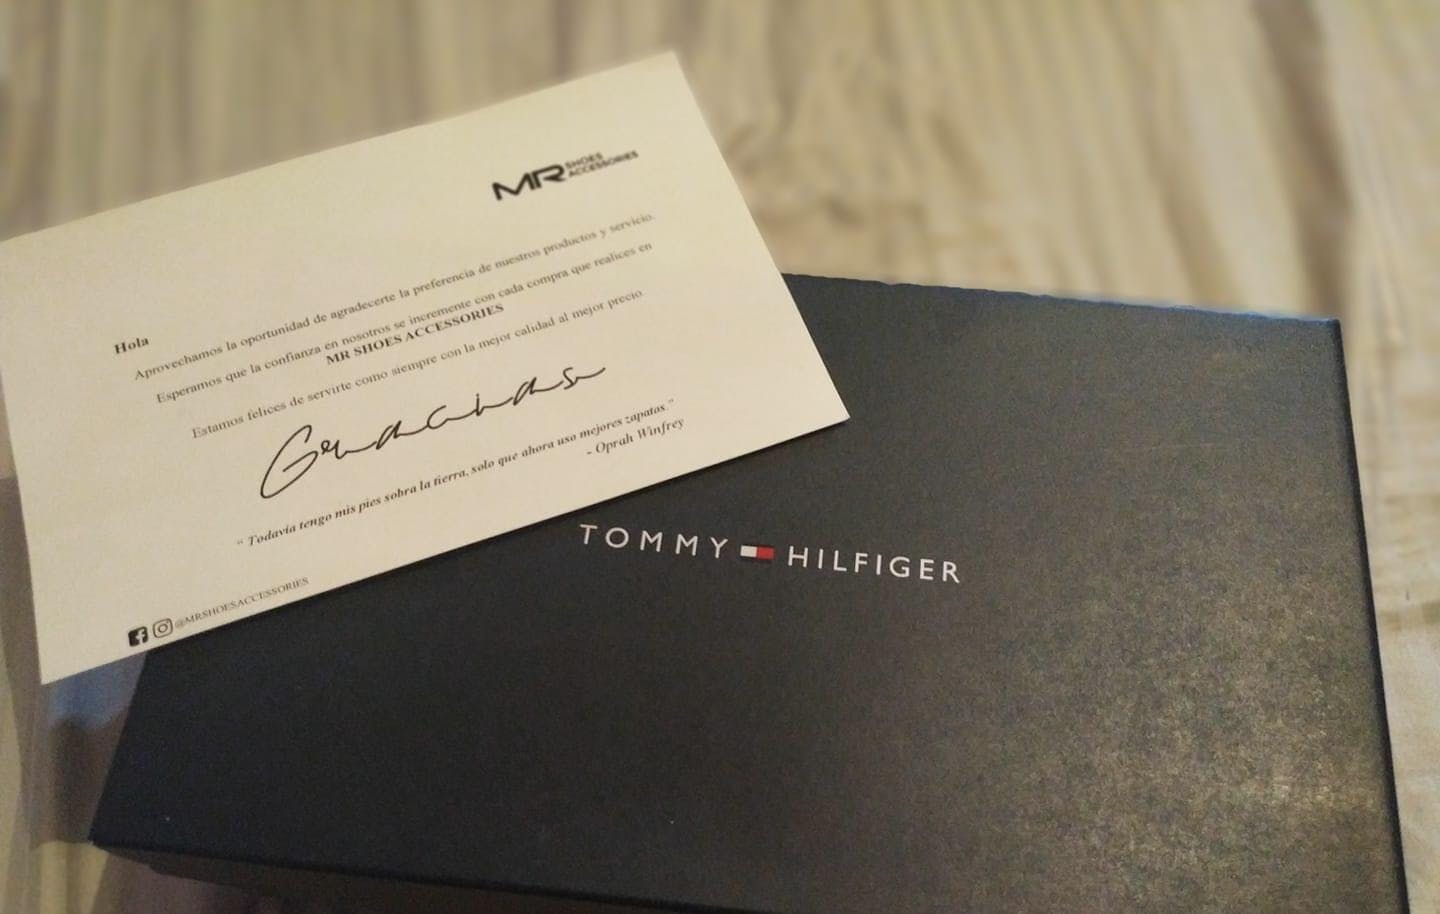 MR SHOES
ACCESSORIES
Hola
Aprovechamos la oportunidad de agradecerte la preferencia de nuestros productos y servicio.
Esperamos que la confianza en nosotros se incremente con cada compra que realices en
MR SHOES ACCESSORIES
Estamos felices de servirte como siempre con la mejor calidad al mejor precio.
“ Todavía tengo mis pies sobra la tierra, solo que ahora uso mejores zapatos.”
- Oprah Winfrey
@MRSHOESACCESSORIES
TOMMY HILFIGER